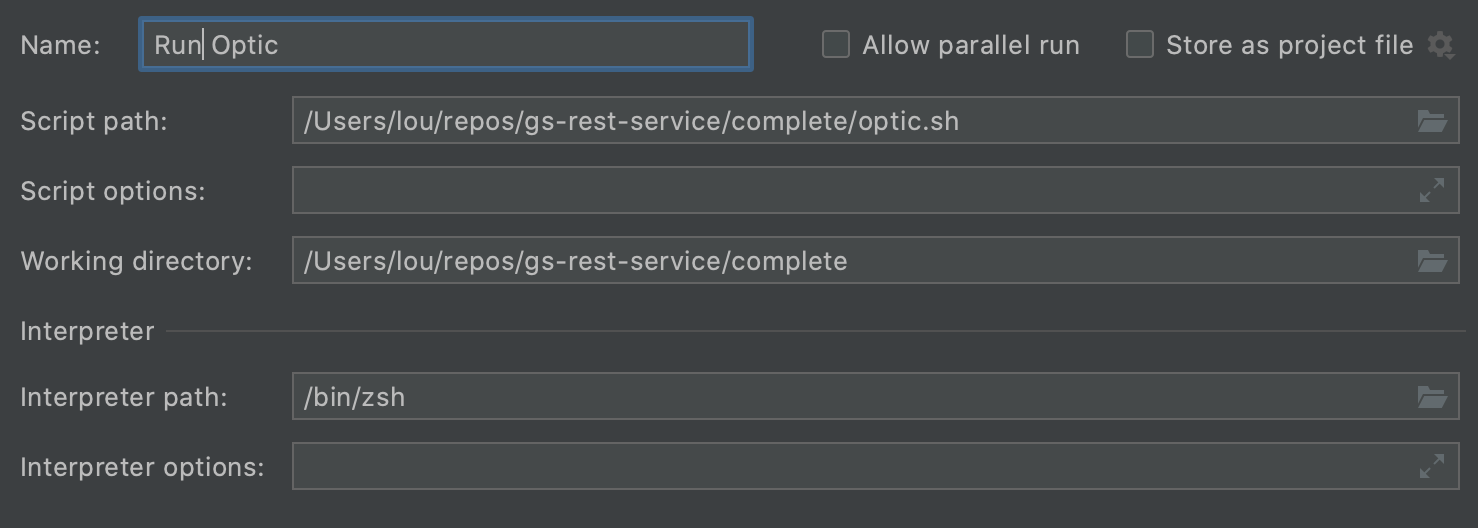 Name: Run Optic Allow parallel run Store as project file
Script path: /Users/lou/repos/gs-rest-service/complete/optic.sh
Script options:
Working directory: /Users/lou/repos/gs-rest-service/complete
Interpreter
Interpreter path: /bin/zsh
Interpreter options: